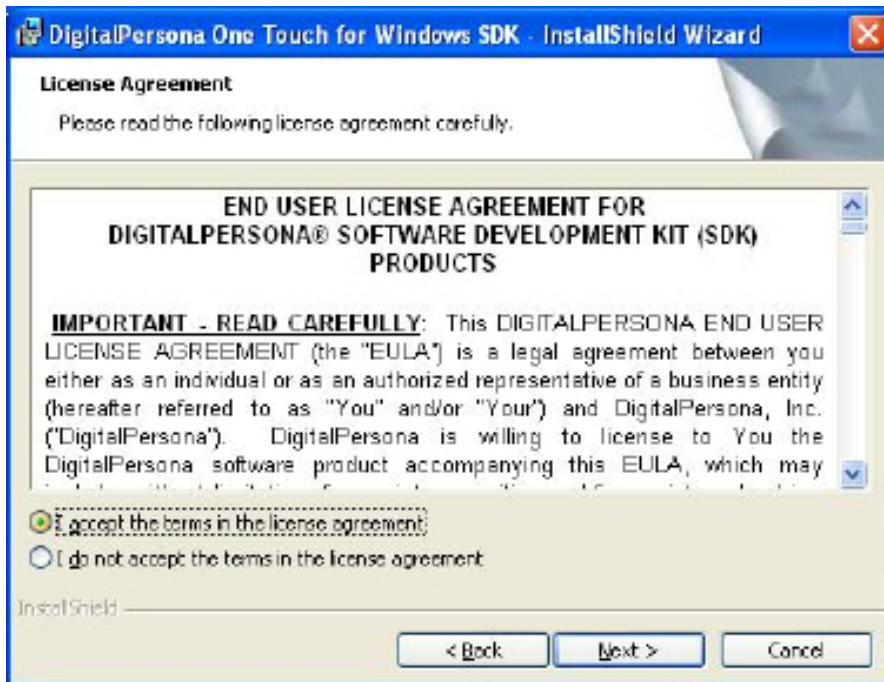 DigitalPersona One Touch for Windows SDK - InstallShield Wizard
License Agreement
Please read the following license agreement carefully.
END USER LICENSE AGREEMENT FOR
DIGITALPERSONA® SOFTWARE DEVELOPMENT KIT (SDK)
PRODUCTS
IMPORTANT - READ CAREFULLY: This DIGITALPERSONA END USER
LICENSE AGREEMENT (the "EULA") is a legal agreement between you
either as an individual or as an authorized representative of a business entity
(hereafter referred to as "You" and/or "Your") and DigitalPersona, Inc.
("DigitalPersona"). DigitalPersona is willing to license to You the
DigitalPersona software product accompanying this EULA, which may
I accept the terms in the license agreement
I do not accept the terms in the license agreement
InstallShield
< Back
Next >
Cancel